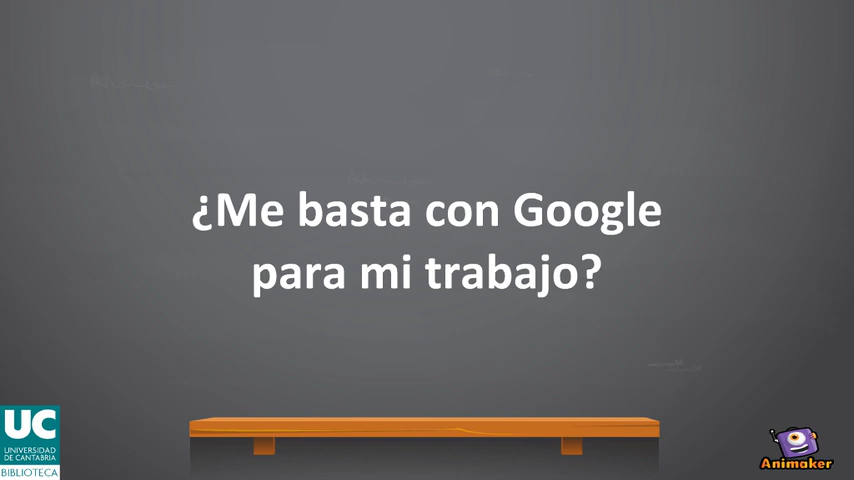 ¿Me basta con Google
para mi trabajo?
UC
UNIVERSIDAD
DE CANTABRIA
BIBLIOTECA
Animaker